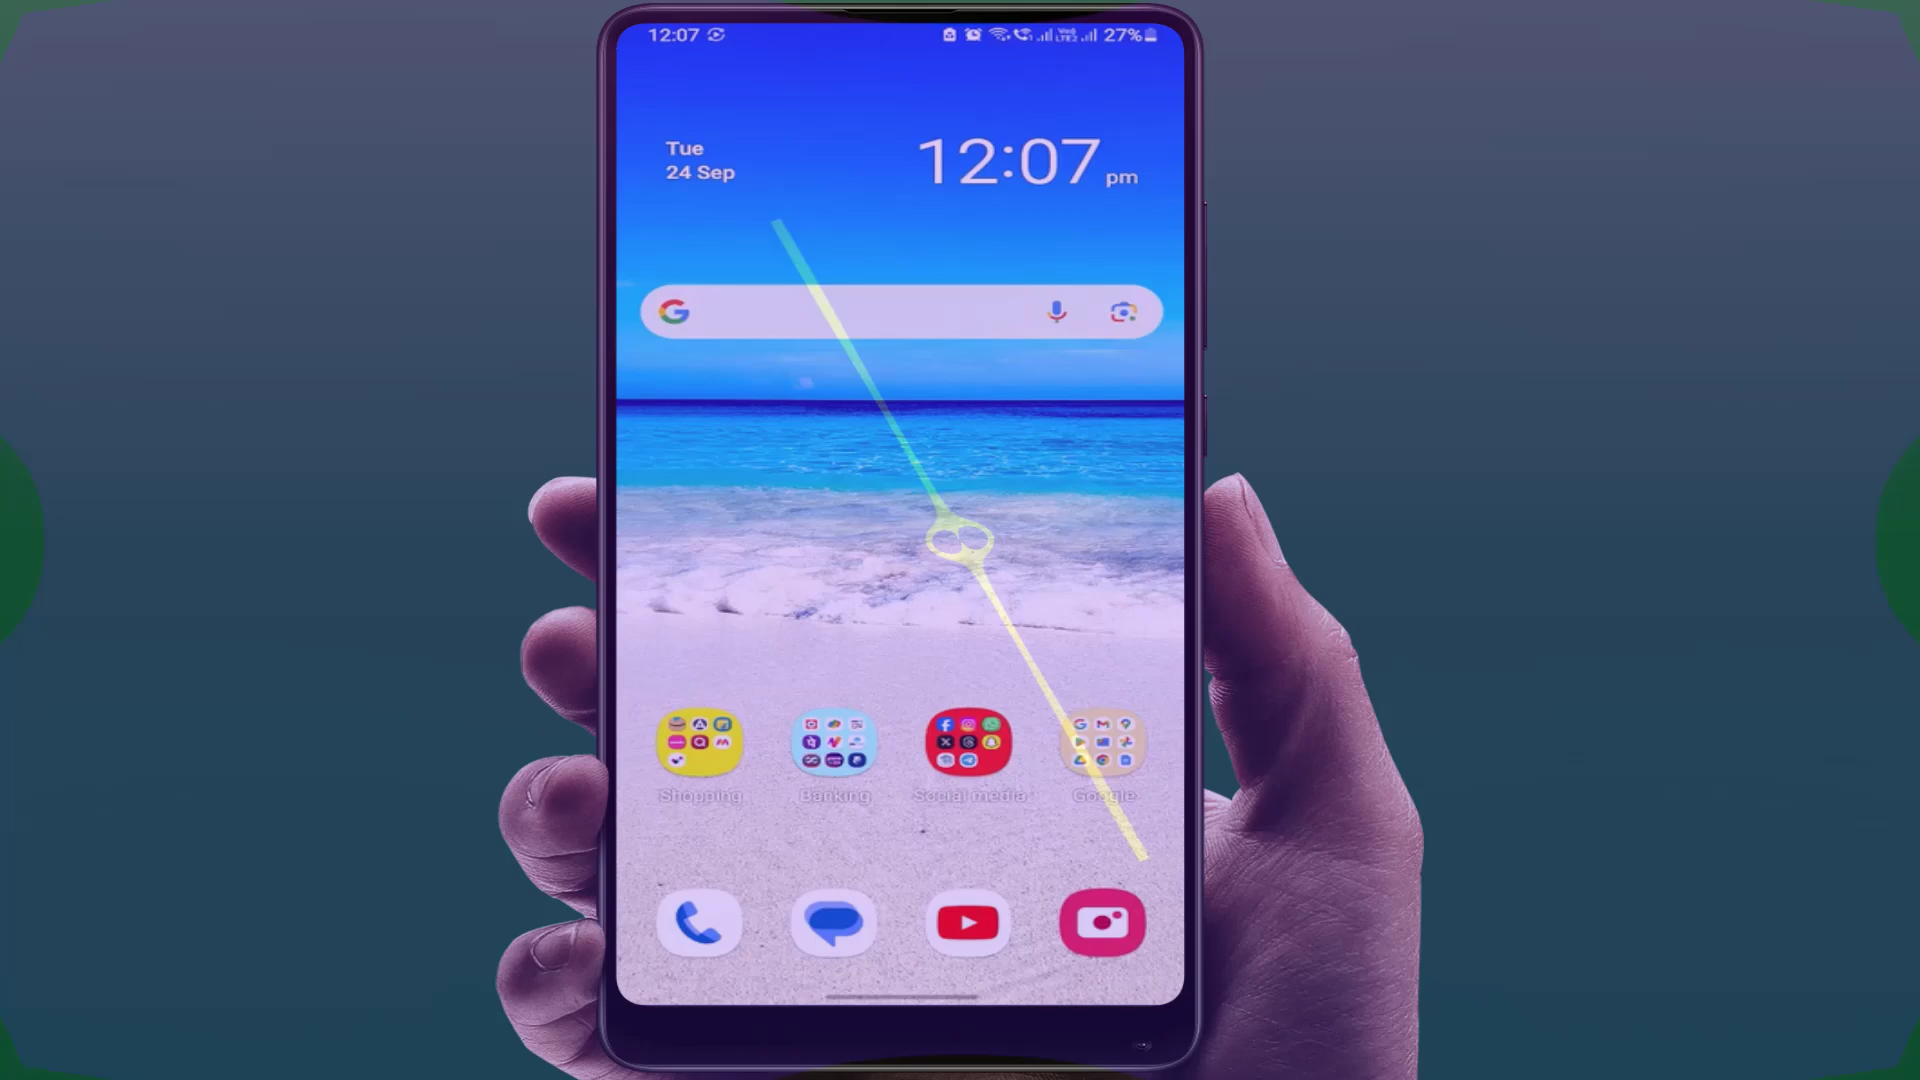 12:07
27%
Tue
24 Sep
12:07 pm
Shopping
Banking
Social media
Google